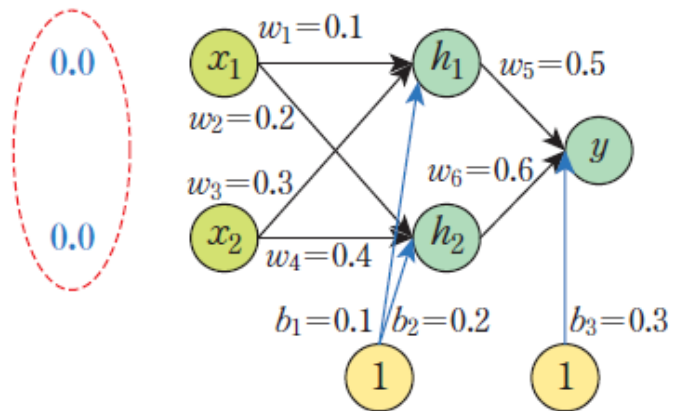 0.0
x₁
w₁=0.1
h₁
w₅=0.5
w₂=0.2
y
w₃=0.3
w₆=0.6
0.0
x₂
w₄=0.4
h₂
b₁=0.1
b₂=0.2
b₃=0.3
1
1